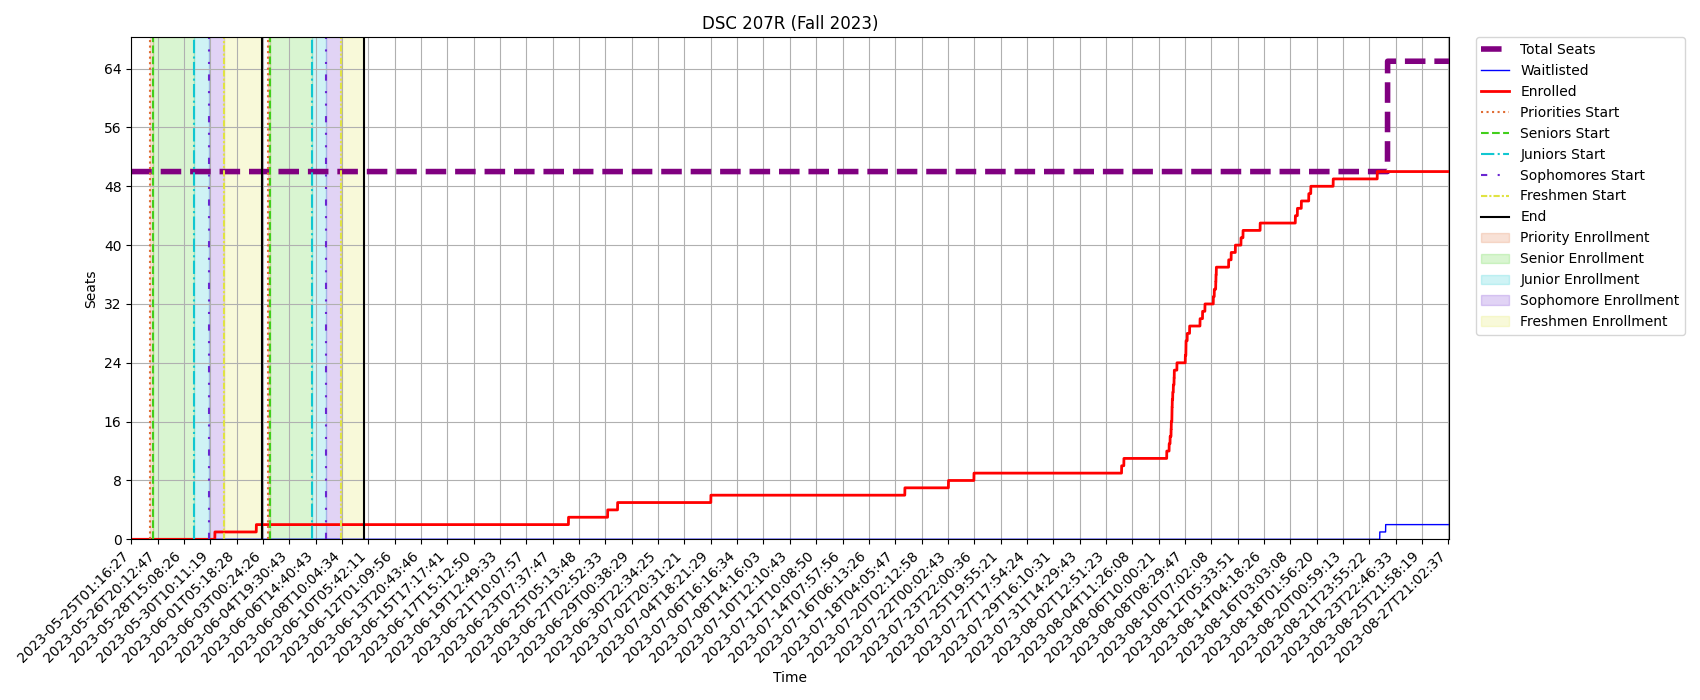 DSC 207R (Fall 2023)
Total Seats
Waitlisted
Enrolled
Priorities Start
Seniors Start
Juniors Start
Sophomores Start
Freshmen Start
End
Priority Enrollment
Senior Enrollment
Junior Enrollment
Sophomore Enrollment
Freshmen Enrollment
Seats
64
56
48
40
32
24
16
8
0
2023-05-25T01:16:27
2023-05-26T20:12:47
2023-05-28T15:08:26
2023-05-30T10:11:19
2023-06-01T05:18:28
2023-06-03T00:24:26
2023-06-04T19:30:43
2023-06-06T14:40:43
2023-06-08T10:04:34
2023-06-10T05:42:11
2023-06-12T01:09:56
2023-06-13T20:43:46
2023-06-15T17:17:41
2023-06-17T15:12:50
2023-06-19T12:49:33
2023-06-21T10:07:57
2023-06-23T07:37:47
2023-06-25T05:13:48
2023-06-27T02:52:33
2023-06-29T00:38:29
2023-06-30T22:34:25
2023-07-02T20:31:21
2023-07-04T18:21:29
2023-07-06T16:16:34
2023-07-08T14:16:03
2023-07-10T12:10:43
2023-07-12T10:08:50
2023-07-14T07:57:56
2023-07-16T06:13:26
2023-07-18T04:05:47
2023-07-20T02:12:58
2023-07-22T00:02:43
2023-07-23T22:00:36
2023-07-25T19:55:21
2023-07-27T17:54:24
2023-07-29T16:10:31
2023-07-31T14:29:43
2023-08-02T12:51:23
2023-08-04T11:26:08
2023-08-06T10:00:21
2023-08-08T08:29:47
2023-08-10T07:02:08
2023-08-12T05:33:51
2023-08-14T04:18:26
2023-08-16T03:03:08
2023-08-18T01:56:20
2023-08-20T00:59:13
2023-08-21T23:55:22
2023-08-23T22:46:33
2023-08-25T21:58:19
2023-08-27T21:02:37
Time